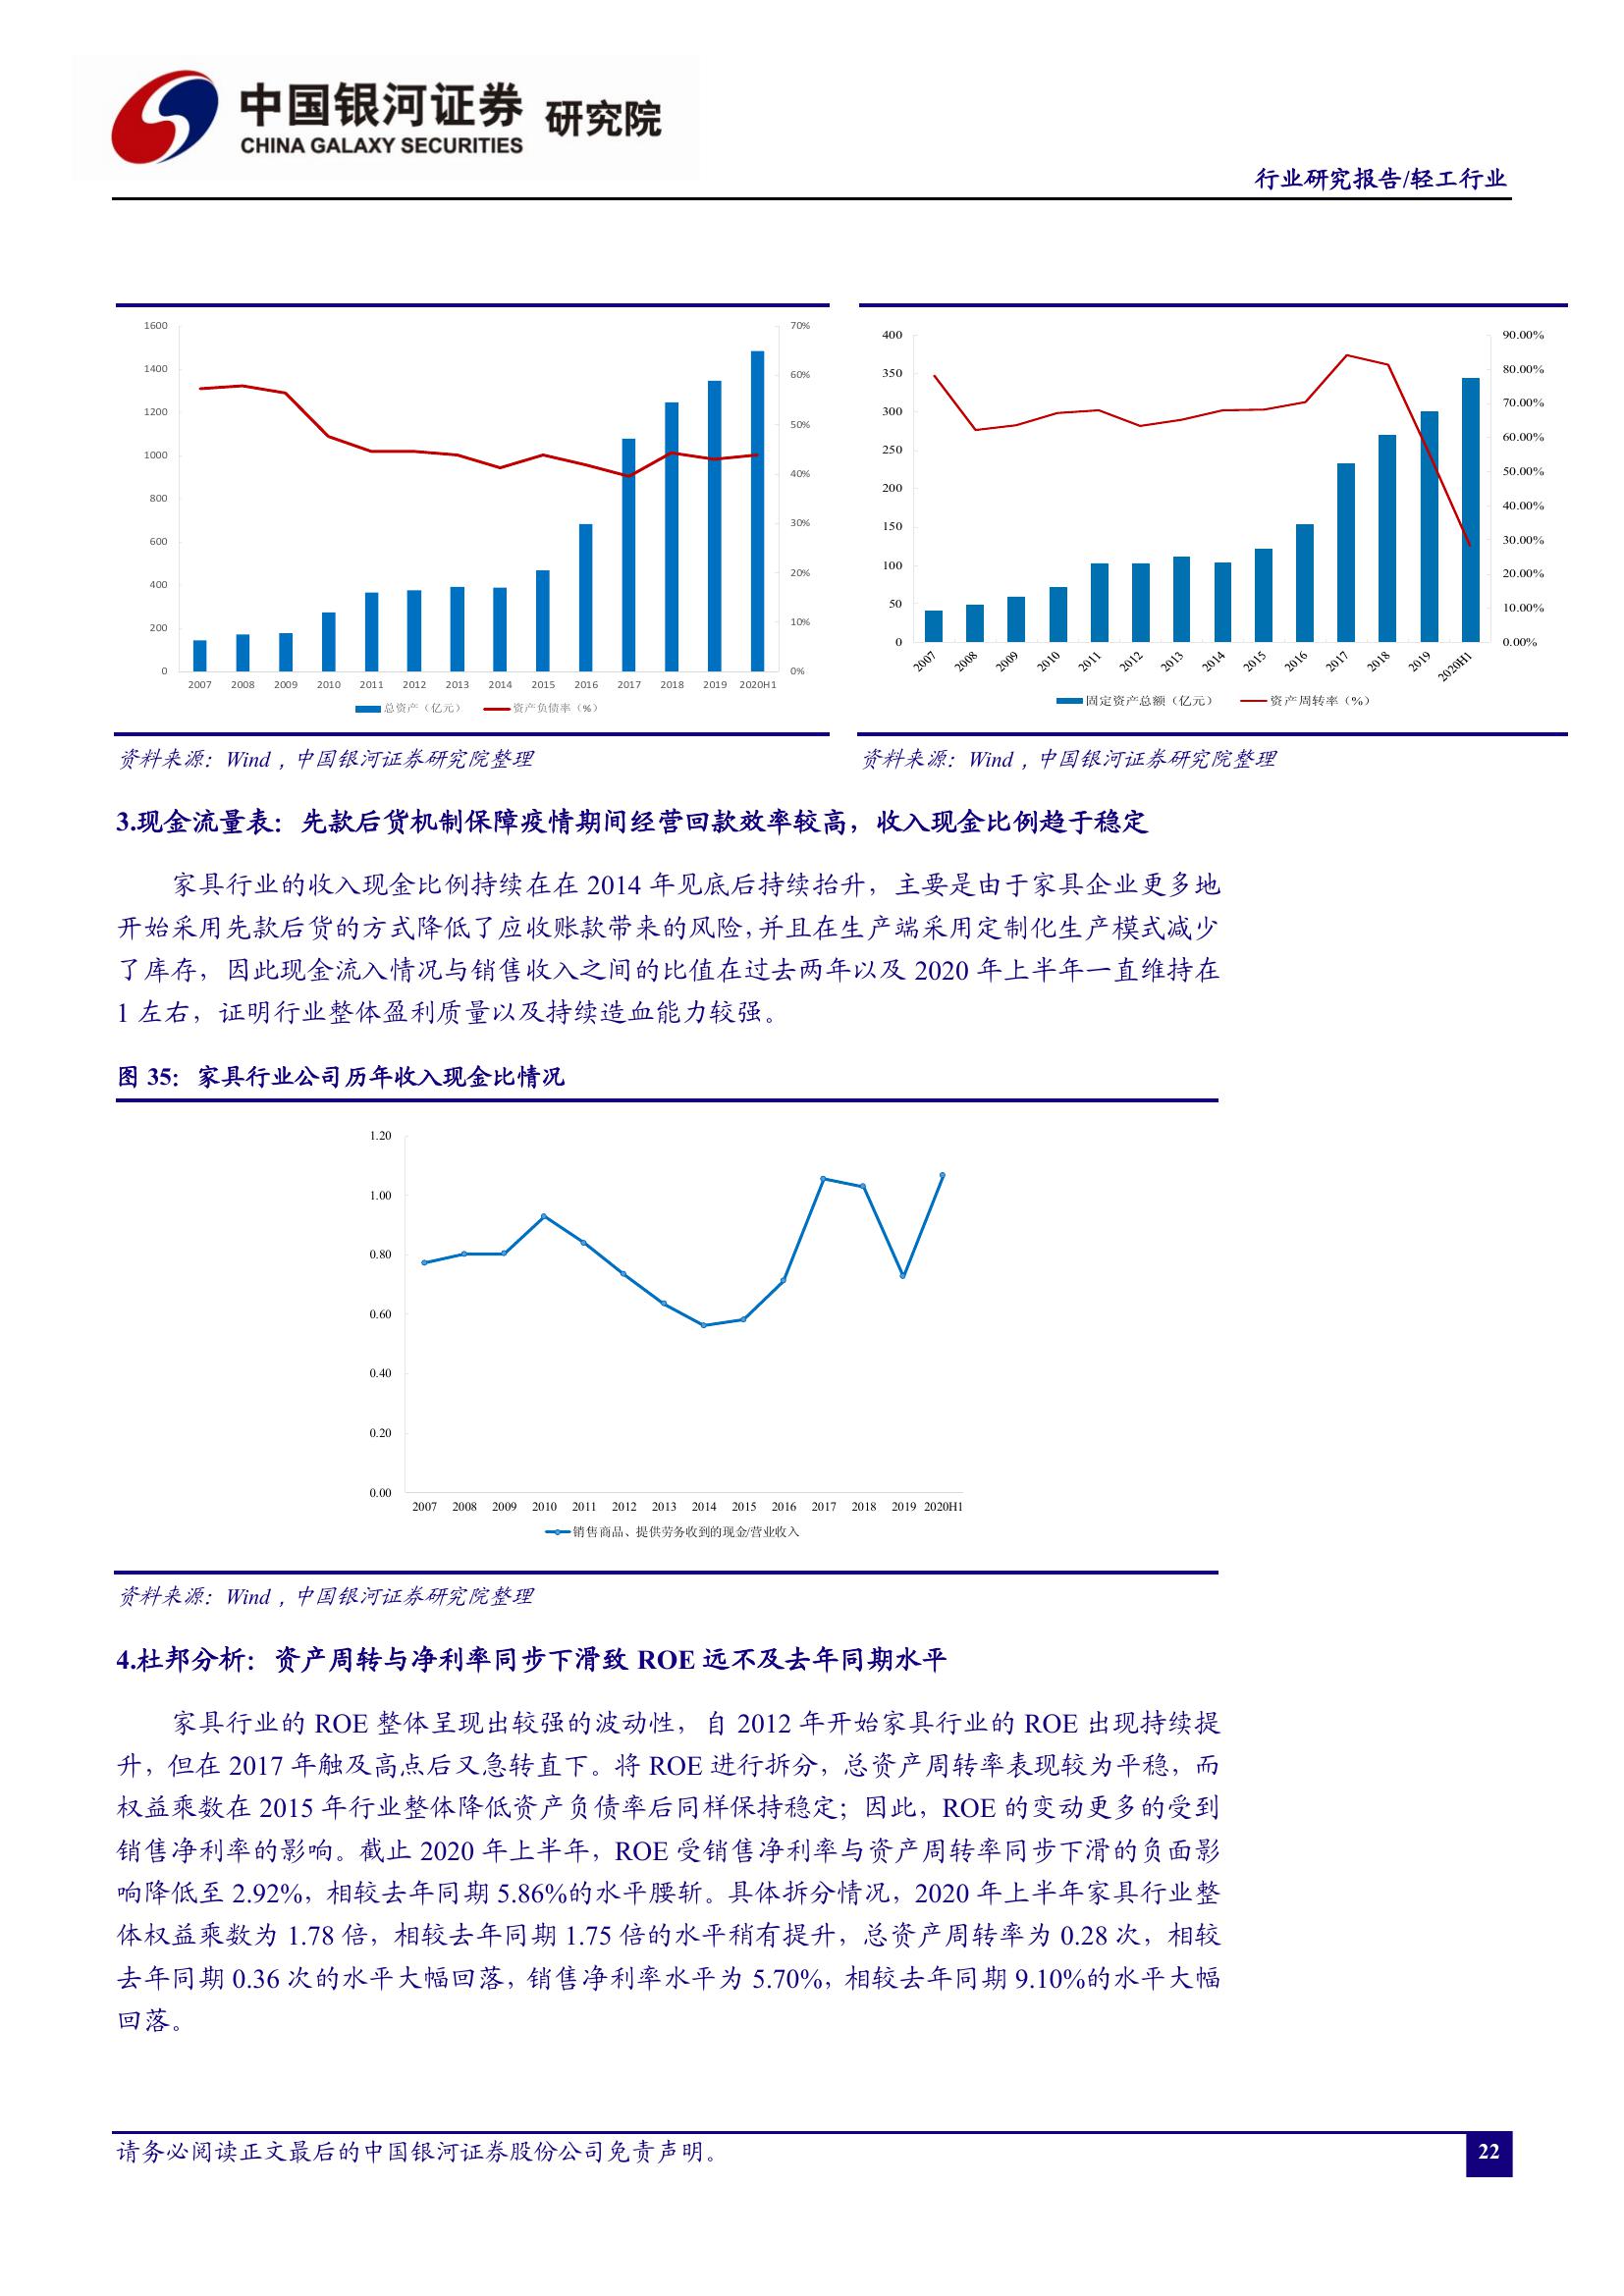 中国银河证券 研究院
CHINA GALAXY SECURITIES
行业研究报告/轻工行业
1600
1400
1200
1000
800
600
400
200
0
70%
60%
50%
40%
30%
20%
10%
0%
2007 2008 2009 2010 2011 2012 2013 2014 2015 2016 2017 2018 2019 2020H1
总资产（亿元） 资产负债率（%）
400
350
300
250
200
150
100
50
0
90.00%
80.00%
70.00%
60.00%
50.00%
40.00%
30.00%
20.00%
10.00%
0.00%
2007 2008 2009 2010 2011 2012 2013 2014 2015 2016 2017 2018 2019 2020H1
固定资产总额（亿元） 资产周转率（%）
资料来源：Wind，中国银河证券研究院整理
资料来源：Wind，中国银河证券研究院整理
3.现金流量表：先款后货机制保障疫情期间经营回款效率较高，收入现金比例趋于稳定
家具行业的收入现金比例持续在在 2014 年见底后持续抬升，主要是由于家具企业更多地
开始采用先款后货的方式降低了应收账款带来的风险，并且在生产端采用定制化生产模式减少
了库存，因此现金流入情况与销售收入之间的比值在过去两年以及 2020 年上半年一直维持在
1 左右，证明行业整体盈利质量以及持续造血能力较强。
图 35：家具行业公司历年收入现金比情况
1.20
1.00
0.80
0.60
0.40
0.20
0.00
2007 2008 2009 2010 2011 2012 2013 2014 2015 2016 2017 2018 2019 2020H1
销售商品、提供劳务收到的现金/营业收入
资料来源：Wind，中国银河证券研究院整理
4.杜邦分析：资产周转与净利率同步下滑致 ROE 远不及去年同期水平
家具行业的 ROE 整体呈现出较强的波动性，自 2012 年开始家具行业的 ROE 出现持续提
升，但在 2017 年触及高点后又急转直下。将 ROE 进行拆分，总资产周转率表现较为平稳，而
权益乘数在 2015 年行业整体降低资产负债率后同样保持稳定；因此，ROE 的变动更多的受到
销售净利率的影响。截止 2020 年上半年，ROE 受销售净利率与资产周转率同步下滑的负面影
响降低至 2.92%，相较去年同期 5.86%的水平腰斩。具体拆分情况，2020 年上半年家具行业整
体权益乘数为 1.78 倍，相较去年同期 1.75 倍的水平稍有提升，总资产周转率为 0.28 次，相较
去年同期 0.36 次的水平大幅回落，销售净利率水平为 5.70%，相较去年同期 9.10%的水平大幅
回落。
请务必阅读正文最后的中国银河证券股份公司免责声明。
22